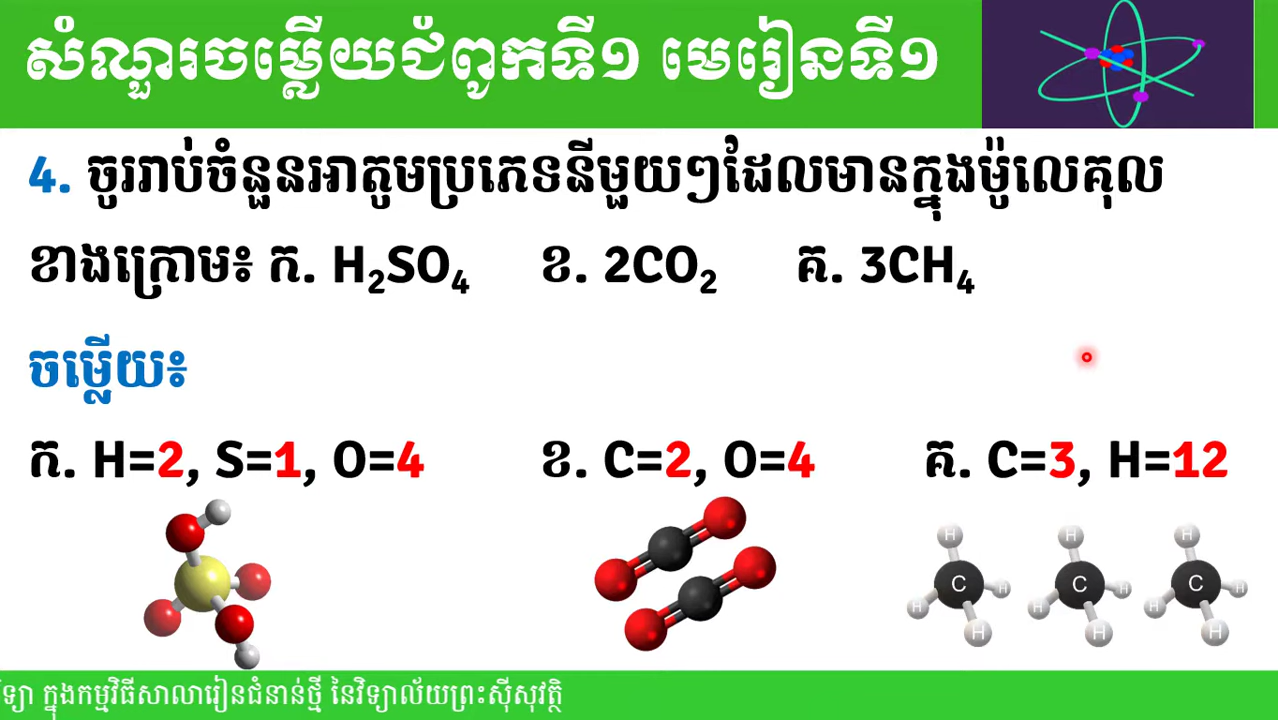 សំណួរចម្លើយជំពូកទី១ មេរៀនទី១
4. ចូររាប់ចំនួនអាតូមប្រភេទនីមួយៗដែលមានក្នុងម៉ូលេគុល
ខាងក្រោម៖ ក. H₂SO₄ ខ. 2CO₂ គ. 3CH₄
ចម្លើយ៖
ក. H=2, S=1, O=4 ខ. C=2, O=4 គ. C=3, H=12
H H H
C C C
H H H H H H
H H H
ក្នុងកម្មវិធីសាលារៀនជំនាន់ថ្មី នៃវិទ្យាល័យព្រះស៊ីសុវត្ថិ